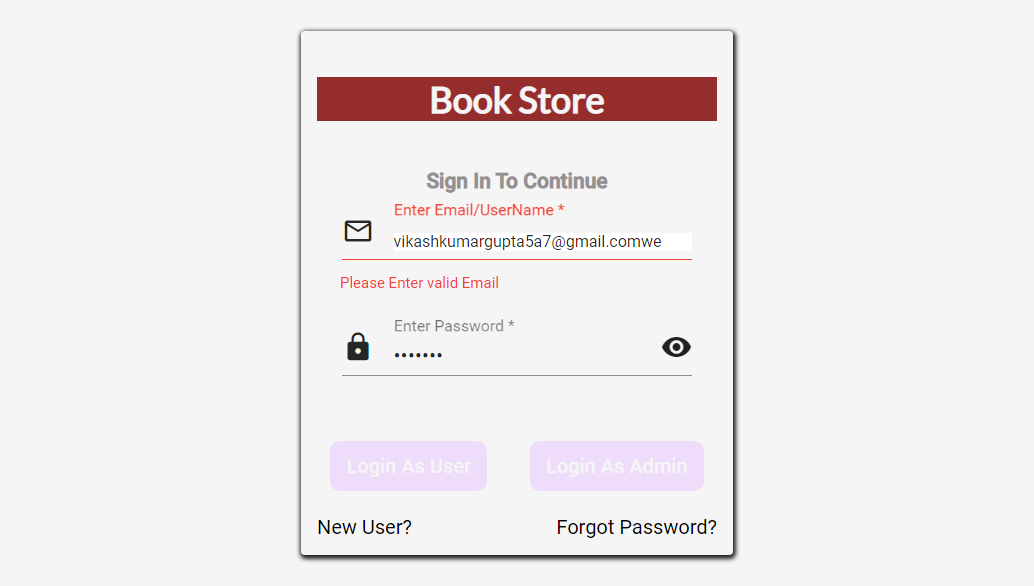 Book Store
Sign In To Continue
Enter Email/UserName *
vikashkumargupta5a7@gmail.comwe
Please Enter valid Email
Enter Password *
•••••••
Login As User
Login As Admin
New User?
Forgot Password?